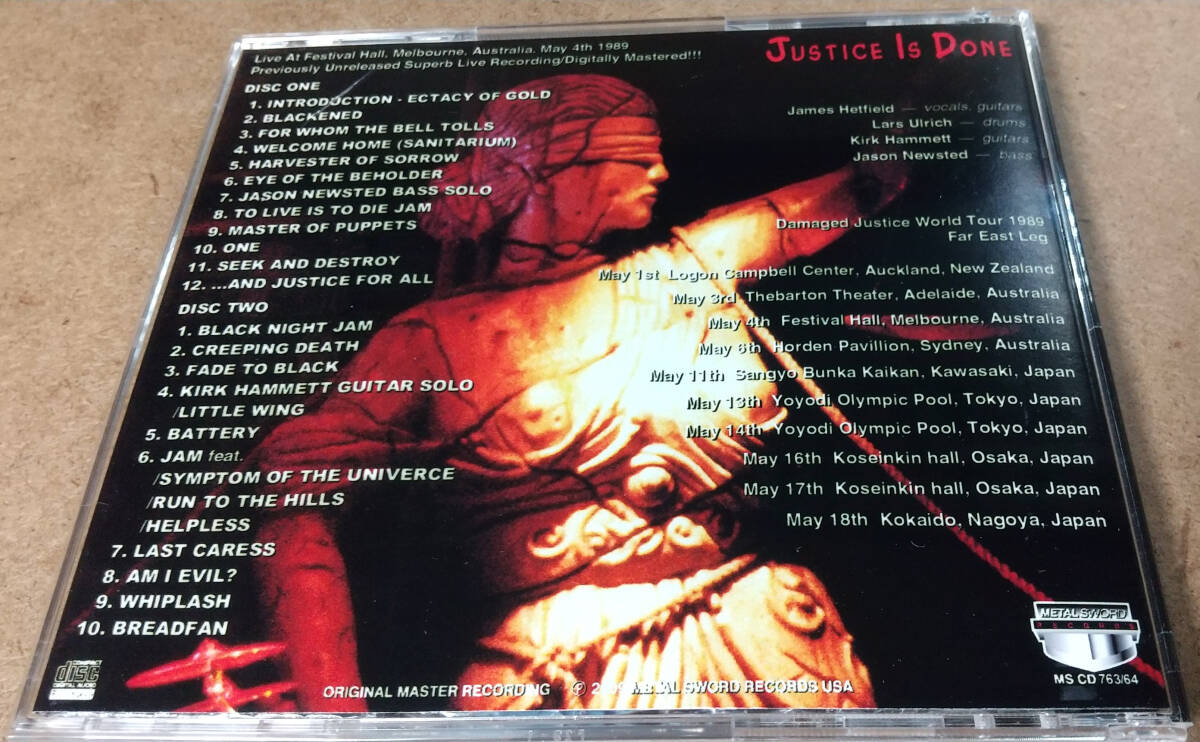 Live At Festival Hall, Melbourne, Australia, May 4th 1989
Previously Unreleased Superb Live Recording/Digitally Mastered!!!
JUSTICE IS DONE
DISC ONE
1. INTRODUCTION - ECTACY OF GOLD
2. BLACKENED
3. FOR WHOM THE BELL TOLLS
4. WELCOME HOME (SANITARIUM)
5. HARVESTER OF SORROW
6. EYE OF THE BEHOLDER
7. JASON NEWSTED BASS SOLO
8. TO LIVE IS TO DIE JAM
9. MASTER OF PUPPETS
10. ONE
11. SEEK AND DESTROY
12. ...AND JUSTICE FOR ALL
DISC TWO
1. BLACK NIGHT JAM
2. CREEPING DEATH
3. FADE TO BLACK
4. KIRK HAMMETT GUITAR SOLO
/LITTLE WING
5. BATTERY
6. JAM feat.
/SYMPTOM OF THE UNIVERCE
/RUN TO THE HILLS
/HELPLESS
7. LAST CARESS
8. AM I EVIL?
9. WHIPLASH
10. BREADFAN
James Hetfield — vocals, guitars
Lars Ulrich — drums
Kirk Hammett — guitars
Jason Newsted — bass
Damaged Justice World Tour 1989
Far East Leg
May 1st Logon Campbell Center, Auckland, New Zealand
May 3rd Thebarton Theater, Adelaide, Australia
May 4th Festival Hall, Melbourne, Australia
May 6th Horden Pavillion, Sydney, Australia
May 11th Sangyo Bunka Kaikan, Kawasaki, Japan
May 13th Yoyodi Olympic Pool, Tokyo, Japan
May 14th Yoyodi Olympic Pool, Tokyo, Japan
May 16th Koseinkin hall, Osaka, Japan
May 17th Koseinkin hall, Osaka, Japan
May 18th Kokaido, Nagoya, Japan
METAL SWORD
RECORDS
MS CD 763/64
COMPACT
disc
DIGITAL AUDIO
ORIGINAL MASTER RECORDING ℗ METAL SWORD RECORDS USA